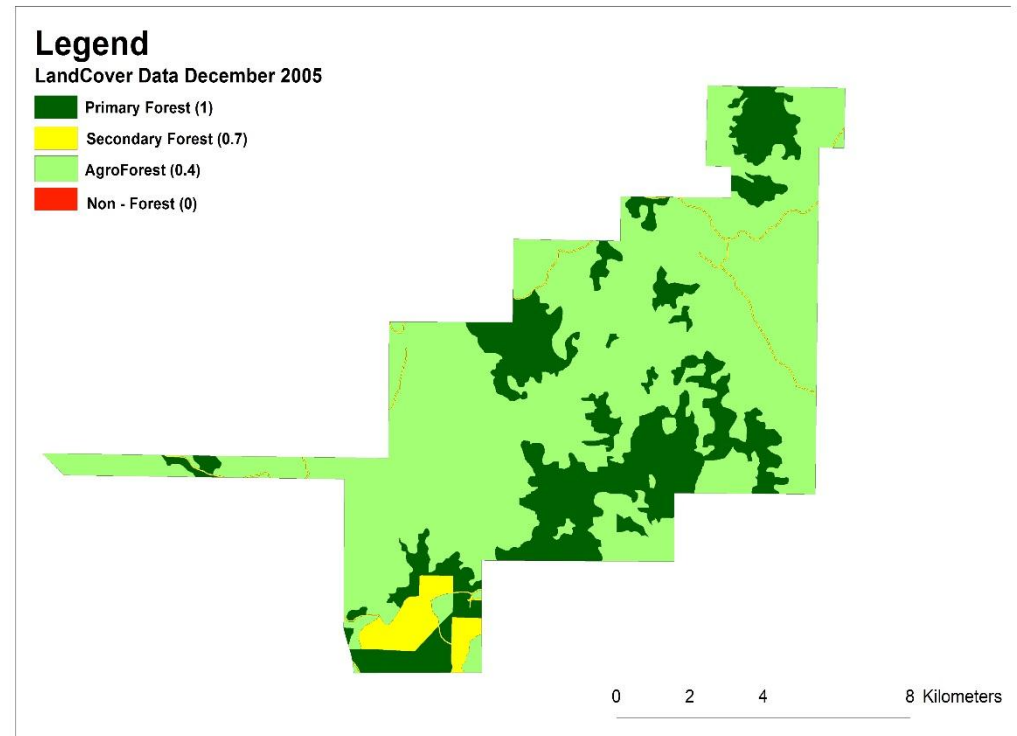 Legend
LandCover Data December 2005
Primary Forest (1)
Secondary Forest (0.7)
AgroForest (0.4)
Non - Forest (0)
0 2 4 8 Kilometers